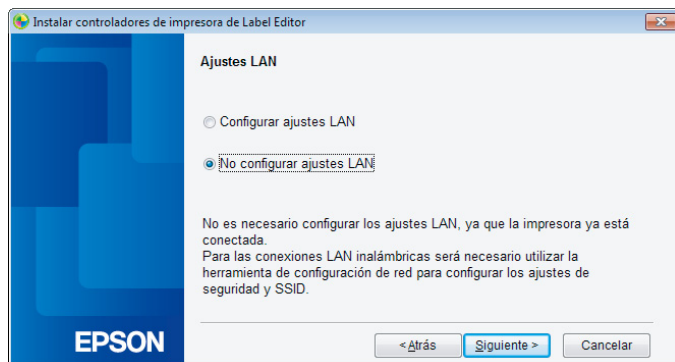 Instalar controladores de impresora de Label Editor
Ajustes LAN
Configurar ajustes LAN
No configurar ajustes LAN
No es necesario configurar los ajustes LAN, ya que la impresora ya está
conectada.
Para las conexiones LAN inalámbricas será necesario utilizar la
herramienta de configuración de red para configurar los ajustes de
seguridad y SSID.
EPSON
< Atrás
Siguiente >
Cancelar